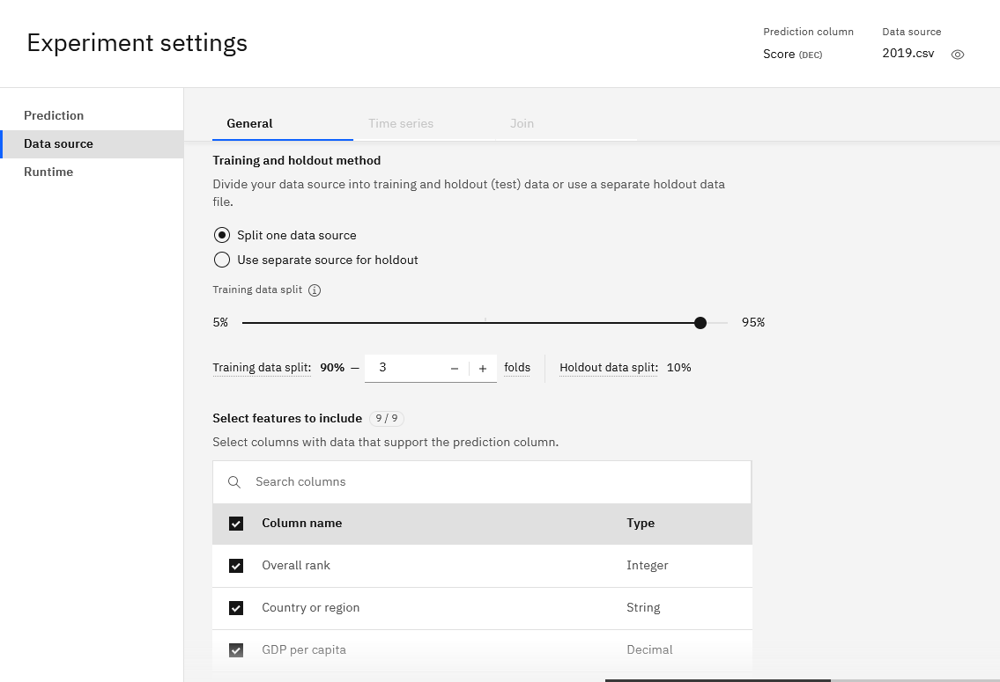 Experiment settings
Prediction column
Score (DEC)
Data source
2019.csv
Prediction
Data source
Runtime
General
Time series
Join
Training and holdout method
Divide your data source into training and holdout (test) data or use a separate holdout data
file.
Split one data source
Use separate source for holdout
Training data split
5%
95%
Training data split: 90% — 3 − + folds
Holdout data split: 10%
Select features to include 9 / 9
Select columns with data that support the prediction column.
Search columns
Column name Type
Overall rank Integer
Country or region String
GDP per capita Decimal